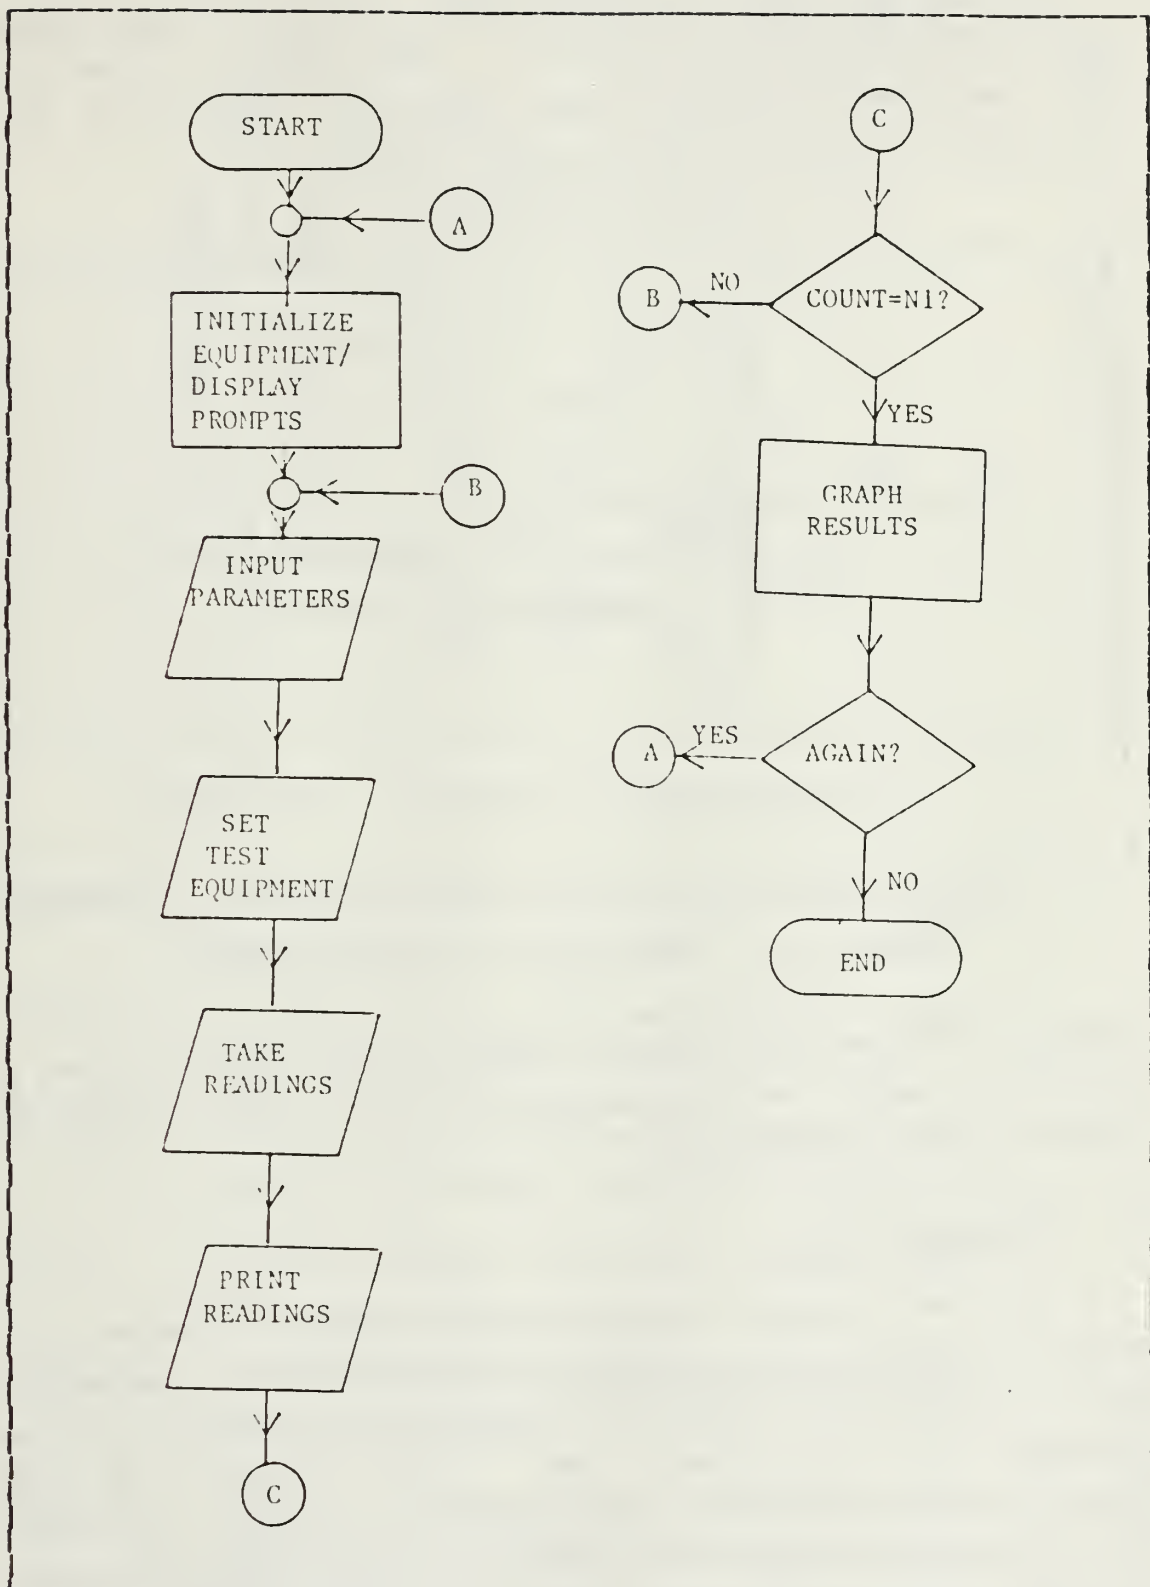 START
A
INITIALIZE
EQUIPMENT/
DISPLAY
PROMPTS
B
INPUT
PARAMETERS
SET
TEST
EQUIPMENT
TAKE
READINGS
PRINT
READINGS
C
C
COUNT=N1?
NO
B
YES
GRAPH
RESULTS
AGAIN?
YES
A
NO
END